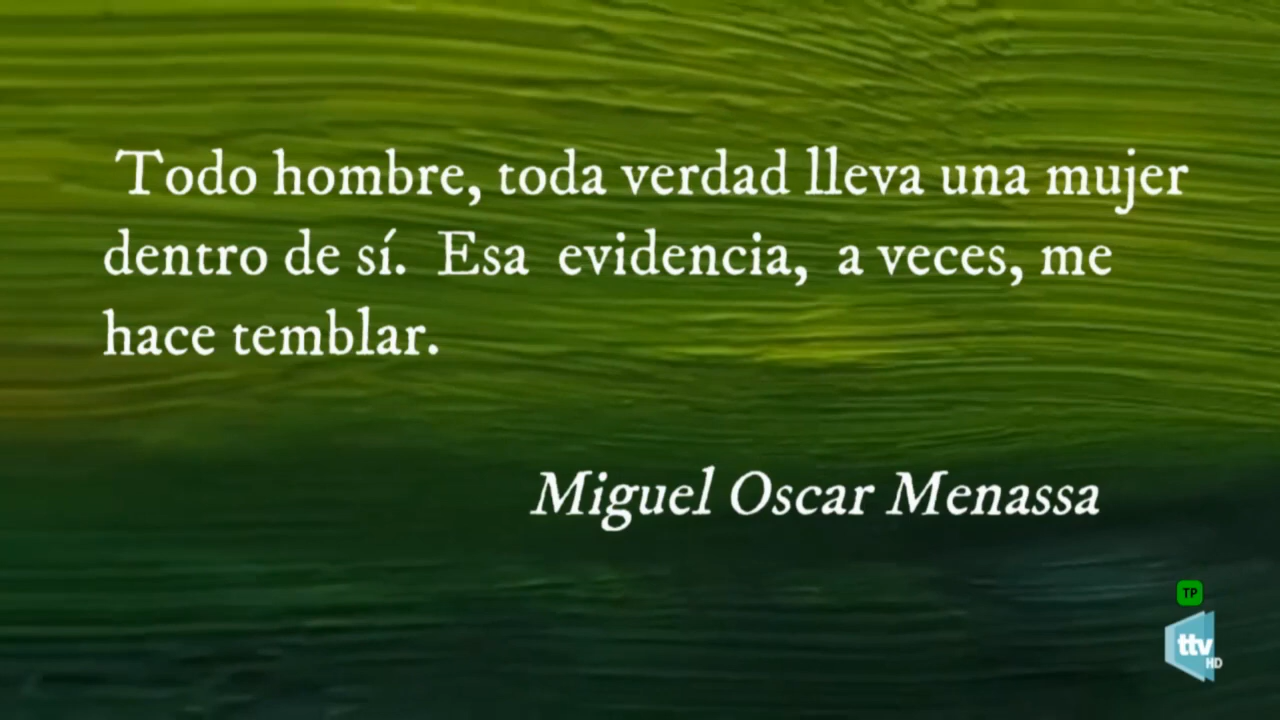 Todo hombre, toda verdad lleva una mujer
dentro de sí. Esa evidencia, a veces, me
hace temblar.
Miguel Oscar Menassa
TP
ttv
HD